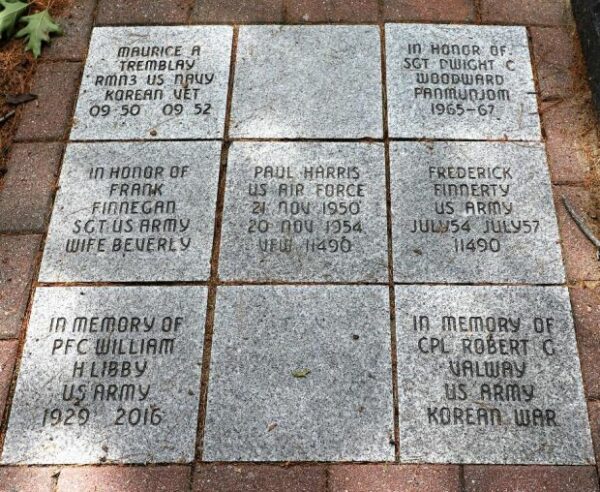 MAURICE A
TREMBLAY
RMN3 US NAVY
KOREAN VET
09 50 09 52
IN HONOR OF
SGT DWIGHT C
WOODWARD
PANMUNJOM
1965-67
IN HONOR OF
FRANK
FINNEGAN
SGT US ARMY
WIFE BEVERLY
PAUL HARRIS
US AIR FORCE
21 NOV 1950
20 NOV 1954
VFW 11490
FREDERICK
FINNERTY
US ARMY
JULY54 JULY57
11490
IN MEMORY OF
PFC WILLIAM
H LIBBY
US ARMY
1929 2016
IN MEMORY OF
CPL ROBERT G
VALWAY
US ARMY
KOREAN WAR